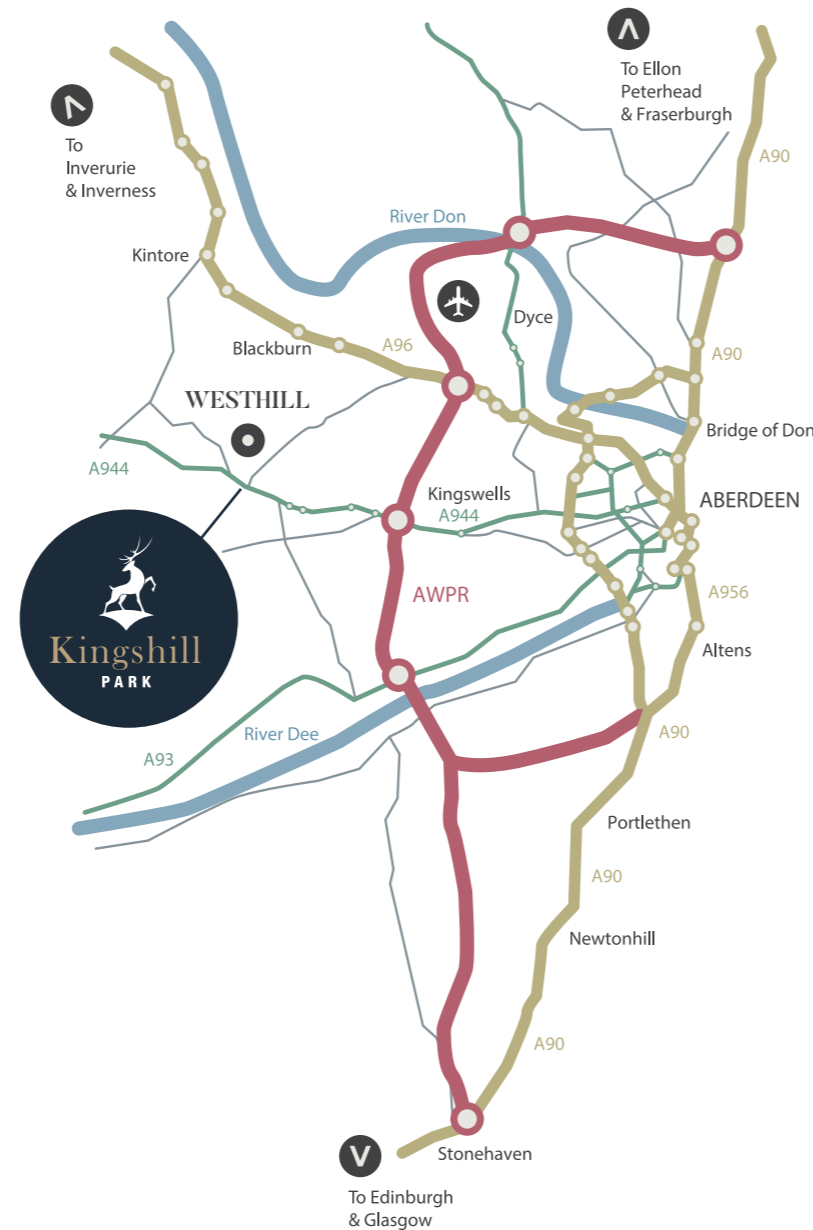 To Ellon
Peterhead
& Fraserburgh
To
Inverurie
& Inverness
A90
River Don
Kintore
Dyce
Blackburn
A96
A90
WESTHILL
Bridge of Don
A944
Kingswells
A944
ABERDEEN
AWPR
A956
Kingshill
PARK
Altens
River Dee
A90
A93
Portlethen
A90
Newtonhill
A90
Stonehaven
To Edinburgh
& Glasgow